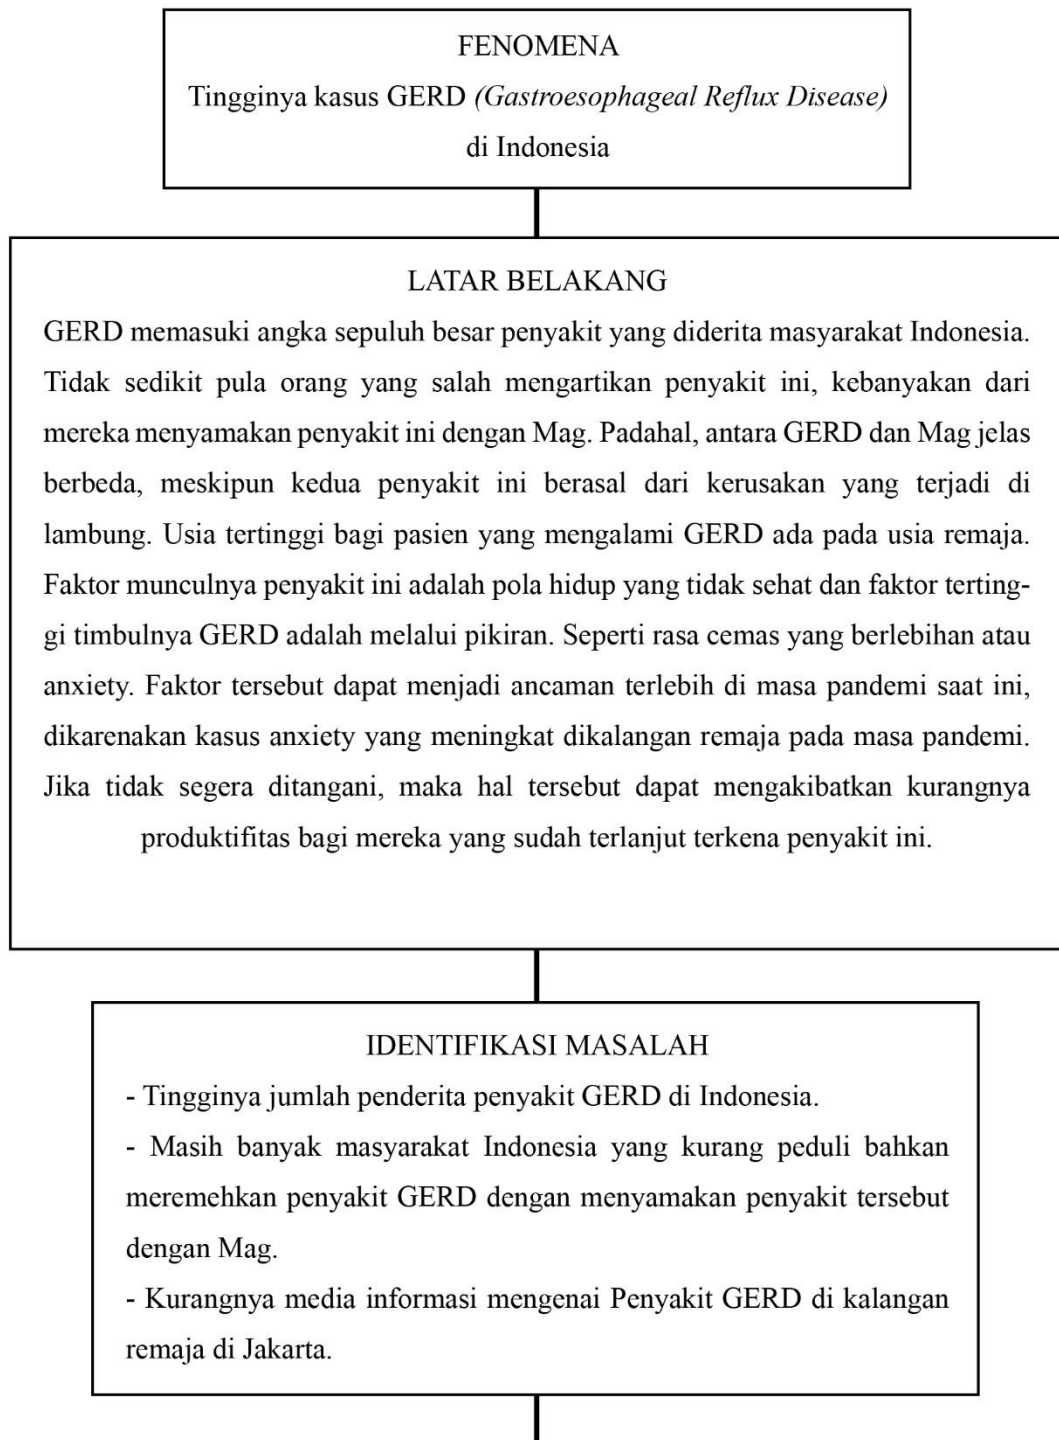 FENOMENA
Tingginya kasus GERD (Gastroesophageal Reflux Disease)
di Indonesia
LATAR BELAKANG
GERD memasuki angka sepuluh besar penyakit yang diderita masyarakat Indonesia.
Tidak sedikit pula orang yang salah mengartikan penyakit ini, kebanyakan dari
mereka menyamakan penyakit ini dengan Mag. Padahal, antara GERD dan Mag jelas
berbeda, meskipun kedua penyakit ini berasal dari kerusakan yang terjadi di
lambung. Usia tertinggi bagi pasien yang mengalami GERD ada pada usia remaja.
Faktor munculnya penyakit ini adalah pola hidup yang tidak sehat dan faktor terting-
gi timbulnya GERD adalah melalui pikiran. Seperti rasa cemas yang berlebihan atau
anxiety. Faktor tersebut dapat menjadi ancaman terlebih di masa pandemi saat ini,
dikarenakan kasus anxiety yang meningkat dikalangan remaja pada masa pandemi.
Jika tidak segera ditangani, maka hal tersebut dapat mengakibatkan kurangnya
produktifitas bagi mereka yang sudah terlanjut terkena penyakit ini.
IDENTIFIKASI MASALAH
- Tingginya jumlah penderita penyakit GERD di Indonesia.
- Masih banyak masyarakat Indonesia yang kurang peduli bahkan
meremehkan penyakit GERD dengan menyamakan penyakit tersebut
dengan Mag.
- Kurangnya media informasi mengenai Penyakit GERD di kalangan
remaja di Jakarta.